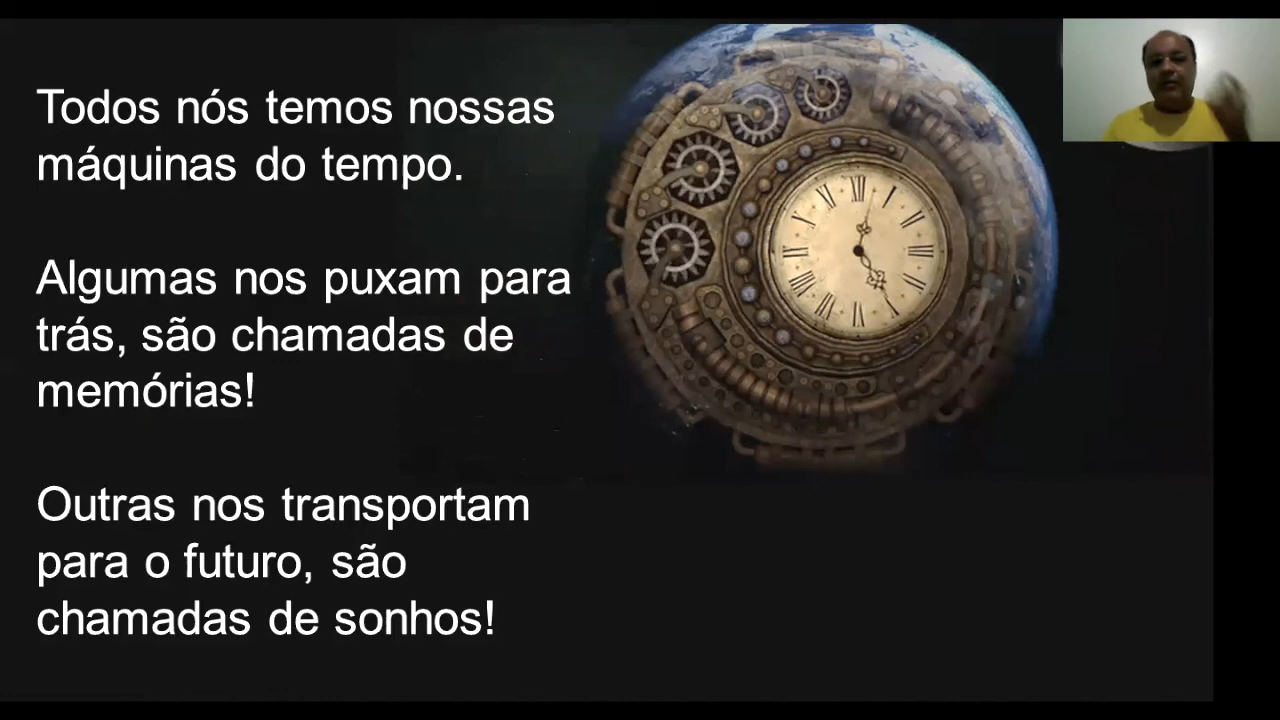 Todos nós temos nossas
máquinas do tempo.
Algumas nos puxam para
trás, são chamadas de
memórias!
Outras nos transportam
para o futuro, são
chamadas de sonhos!